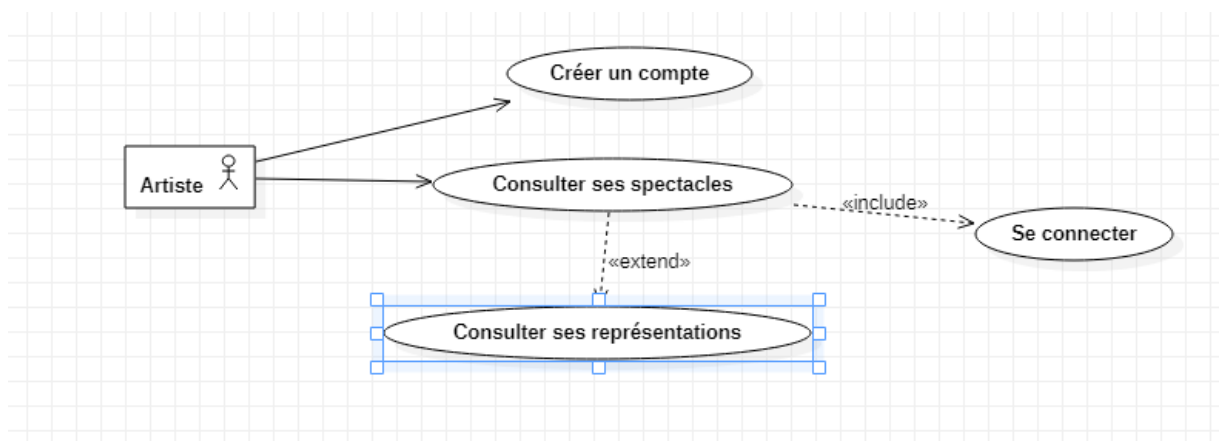 Créer un compte
Artiste
Consulter ses spectacles
«include»
Se connecter
«extend»
Consulter ses représentations